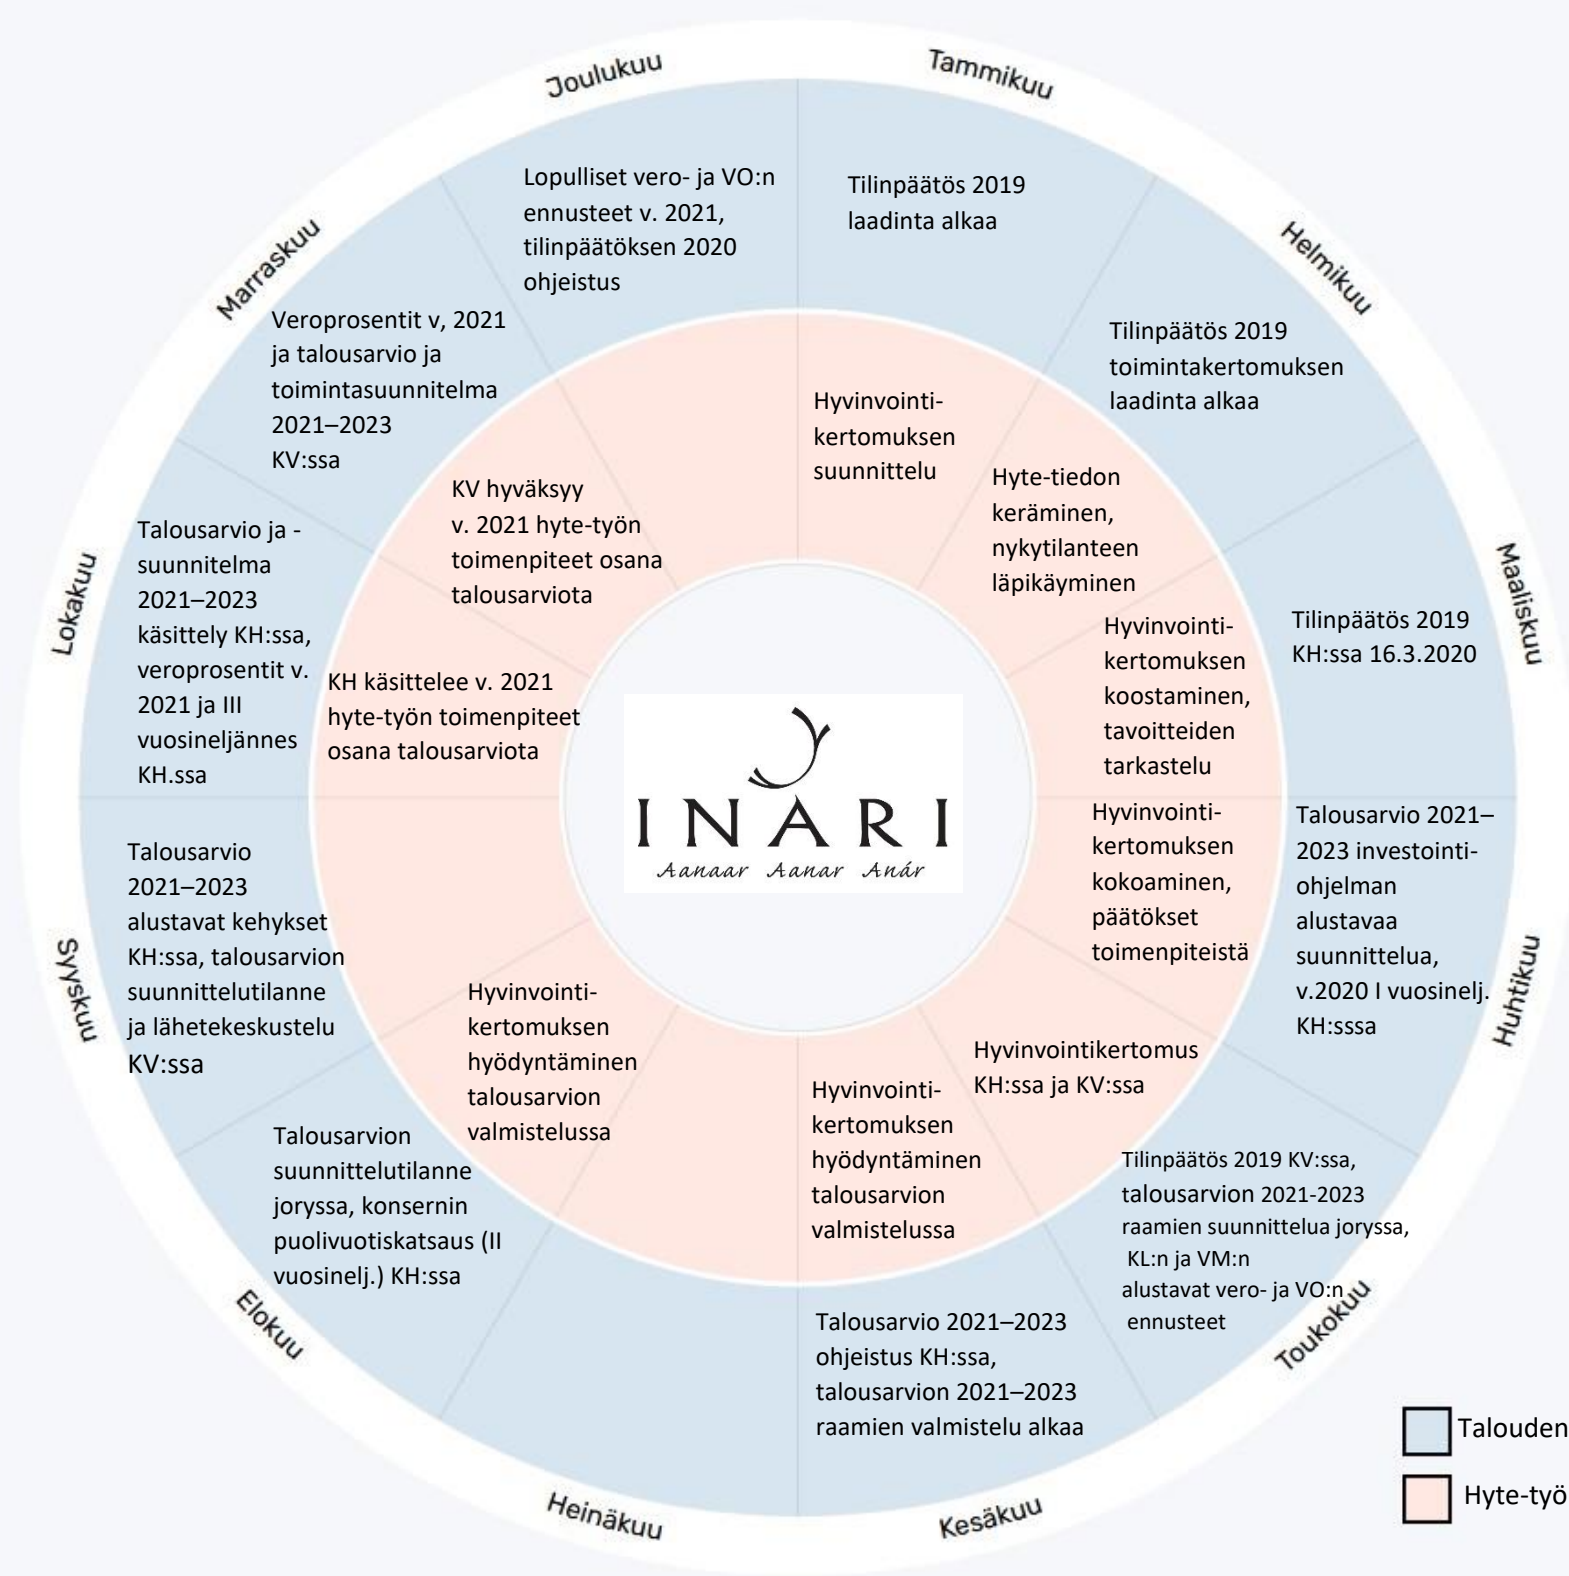 Tammikuu
Tilinpäätös 2019
laadinta alkaa
Hyvinvointi-
kertomuksen
suunnittelu
Helmikuu
Tilinpäätös 2019
toimintakertomuksen
laadinta alkaa
Hyte-tiedon
keräminen,
nykytilanteen
läpikäyminen
Maaliskuu
Tilinpäätös 2019
KH:ssa 16.3.2020
Hyvinvointi-
kertomuksen
koostaminen,
tavoitteiden
tarkastelu
Huhtikuu
Talousarvio 2021–
2023 investointi-
ohjelman
alustavaa
suunnittelua,
v.2020 I vuosinelj.
KH:sssa
Hyvinvointi-
kertomuksen
kokoaminen,
päätökset
toimenpiteistä
Toukokuu
Tilinpäätös 2019 KV:ssa,
talousarvion 2021-2023
raamien suunnittelua joryssa,
KL:n ja VM:n
alustavat vero- ja VO:n
ennusteet
Hyvinvointikertomus
KH:ssa ja KV:ssa
Kesäkuu
Talousarvio 2021–2023
ohjeistus KH:ssa,
talousarvion 2021–2023
raamien valmistelu alkaa
Hyvinvointi-
kertomuksen
hyödyntäminen
talousarvion
valmistelussa
Heinäkuu
Elokuu
Talousarvion
suunnittelutilanne
joryssa, konsernin
puolivuotiskatsaus (II
vuosinelj.) KH:ssa
Hyvinvointi-
kertomuksen
hyödyntäminen
talousarvion
valmistelussa
Syyskuu
Talousarvio
2021–2023
alustavat kehykset
KH:ssa, talousarvion
suunnittelutilanne
ja lähetekeskustelu
KV:ssa
Lokakuu
Talousarvio ja -
suunnitelma
2021–2023
käsittely KH:ssa,
veroprosentit v.
2021 ja III
vuosineljännes
KH.ssa
KH käsittelee v. 2021
hyte-työn toimenpiteet
osana talousarviota
Marraskuu
Veroprosentit v, 2021
ja talousarvio ja
toimintasuunnitelma
2021–2023
KV:ssa
KV hyväksyy
v. 2021 hyte-työn
toimenpiteet osana
talousarviota
Joulukuu
Lopulliset vero- ja VO:n
ennusteet v. 2021,
tilinpäätöksen 2020
ohjeistus
INARI
Aanaar Aanar Anár
Talouden
Hyte-työ